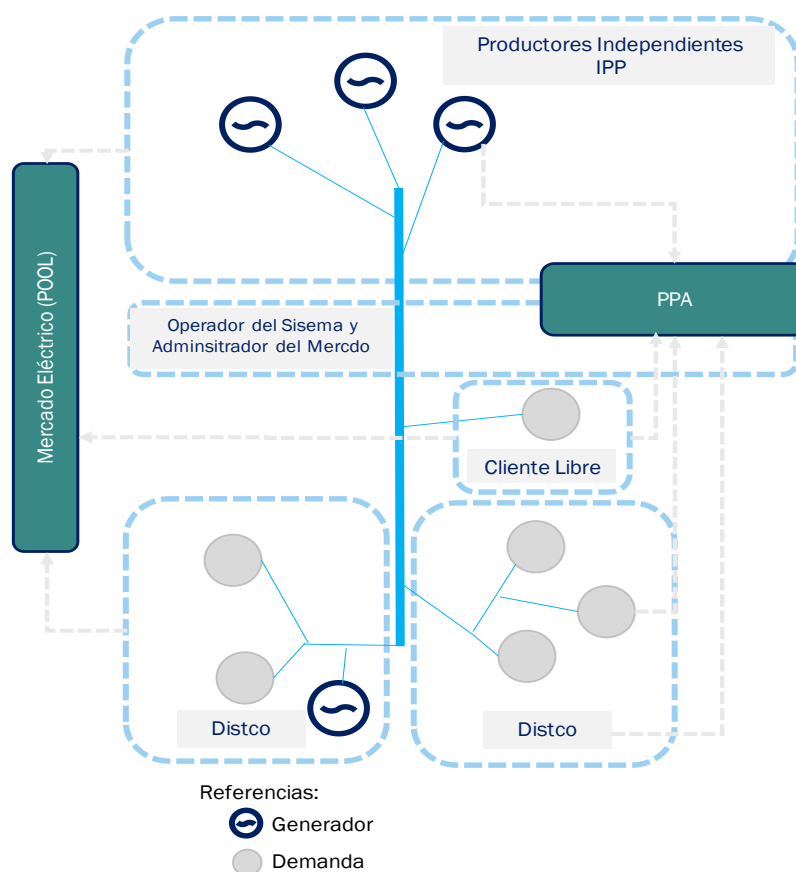 Productores Independientes
IPP
Mercado Eléctrico (POOL)
PPA
Operador del Sisema y
Adminsitrador del Mercdo
Cliente Libre
Distco
Distco
Referencias:
Generador
Demanda